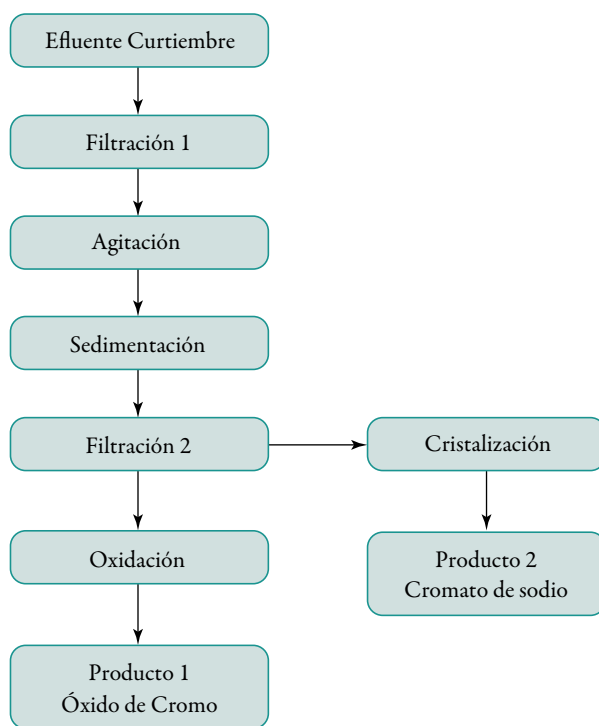 Efluente Curtiembre
Filtración 1
Agitación
Sedimentación
Filtración 2
Cristalización
Oxidación
Producto 2
Cromato de sodio
Producto 1
Óxido de Cromo